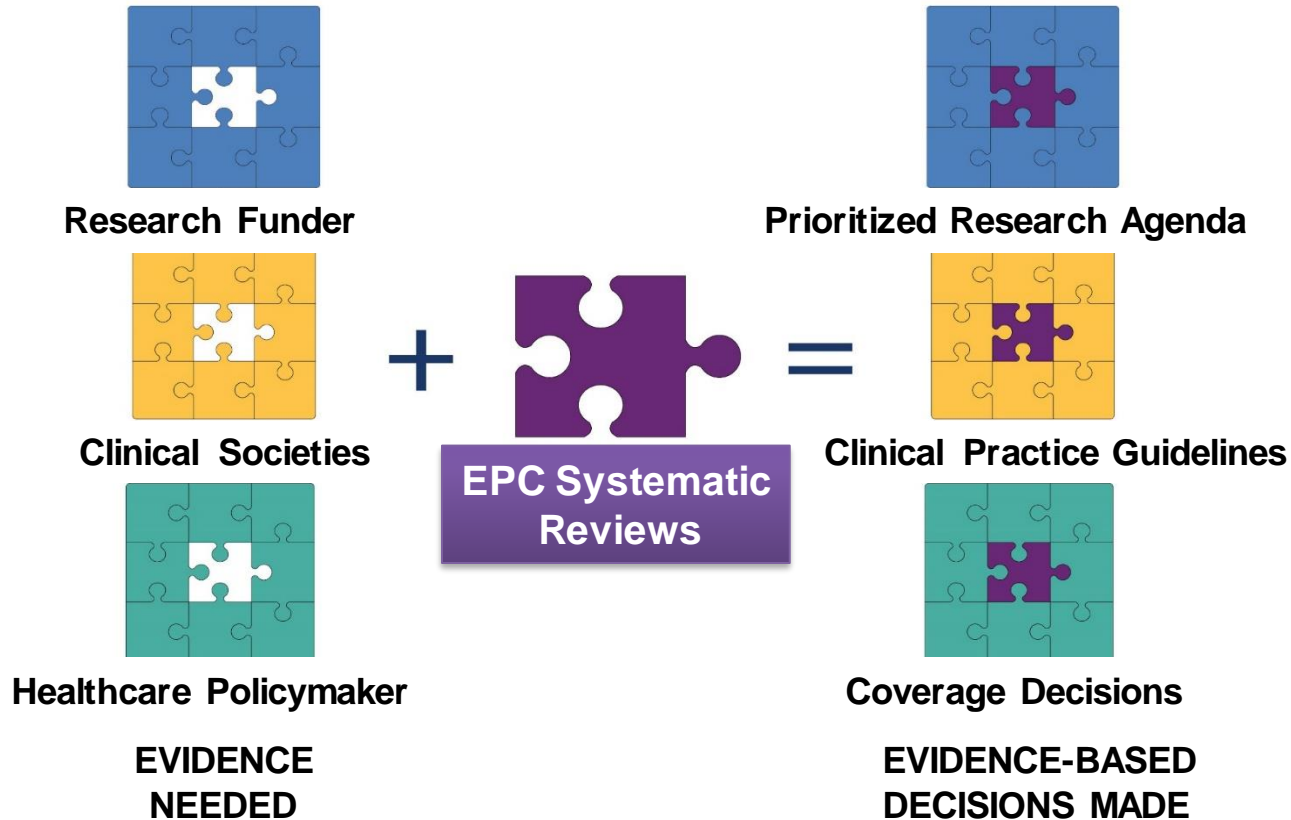 Research Funder
Prioritized Research Agenda
Clinical Societies
+
EPC Systematic
Reviews
=
Clinical Practice Guidelines
Healthcare Policymaker
Coverage Decisions
EVIDENCE
NEEDED
EVIDENCE-BASED
DECISIONS MADE